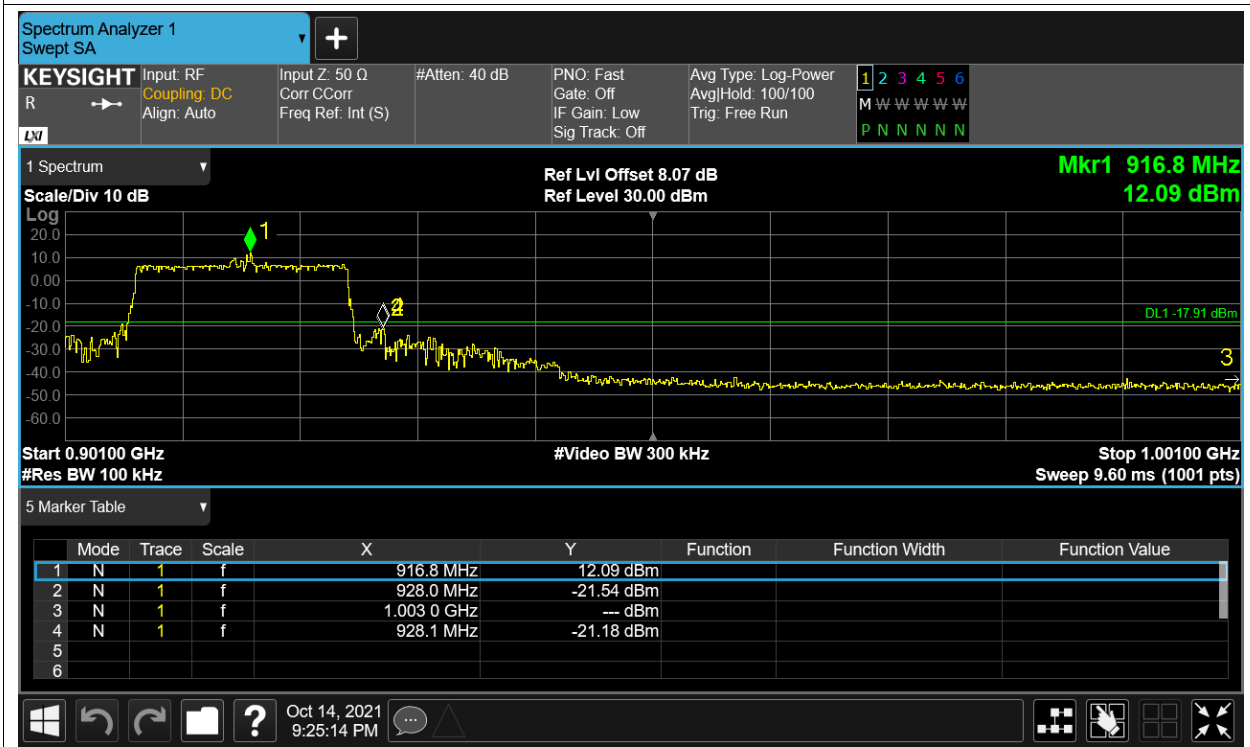 Spectrum Analyzer 1
Swept SA
+
KEYSIGHT Input: RF Input Z: 50 Ω #Atten: 40 dB PNO: Fast Avg Type: Log-Power 1 2 3 4 5 6
R Coupling: DC Corr CCorr Gate: Off Avg|Hold: 100/100 M W W W W W
Align: Auto Freq Ref: Int (S) IF Gain: Low Trig: Free Run
LXI Sig Track: Off P N N N N N
1 Spectrum Ref Lvl Offset 8.07 dB Mkr1 916.8 MHz
Scale/Div 10 dB Ref Level 30.00 dBm 12.09 dBm
Log
20.0 1
10.0
0.00
-10.0
-20.0 DL1 -17.91 dBm
-30.0 3
-40.0
-50.0
-60.0
Start 0.90100 GHz #Video BW 300 kHz Stop 1.00100 GHz
#Res BW 100 kHz Sweep 9.60 ms (1001 pts)
5 Marker Table
Mode Trace Scale X Y Function Function Width Function Value
1 N 1 f 916.8 MHz 12.09 dBm
2 N 1 f 928.0 MHz -21.54 dBm
3 N 1 f 1.003 0 GHz --- dBm
4 N 1 f 928.1 MHz -21.18 dBm
5
6
? Oct 14, 2021
9:25:14 PM